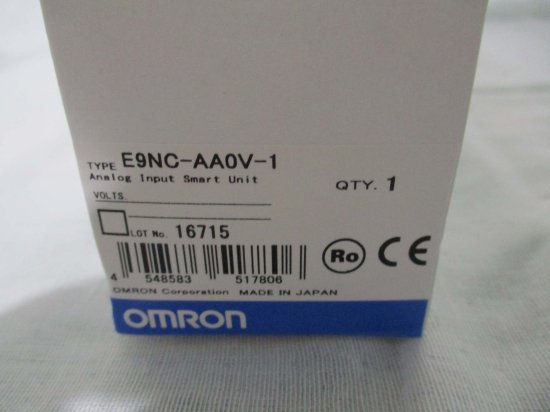 TYPE E9NC-AA0V-1
Analog Input Smart Unit
QTY. 1
VOLTS.
LOT No. 16715
4 548583 517806
Ro CE
OMRON Corporation MADE IN JAPAN
OMRON